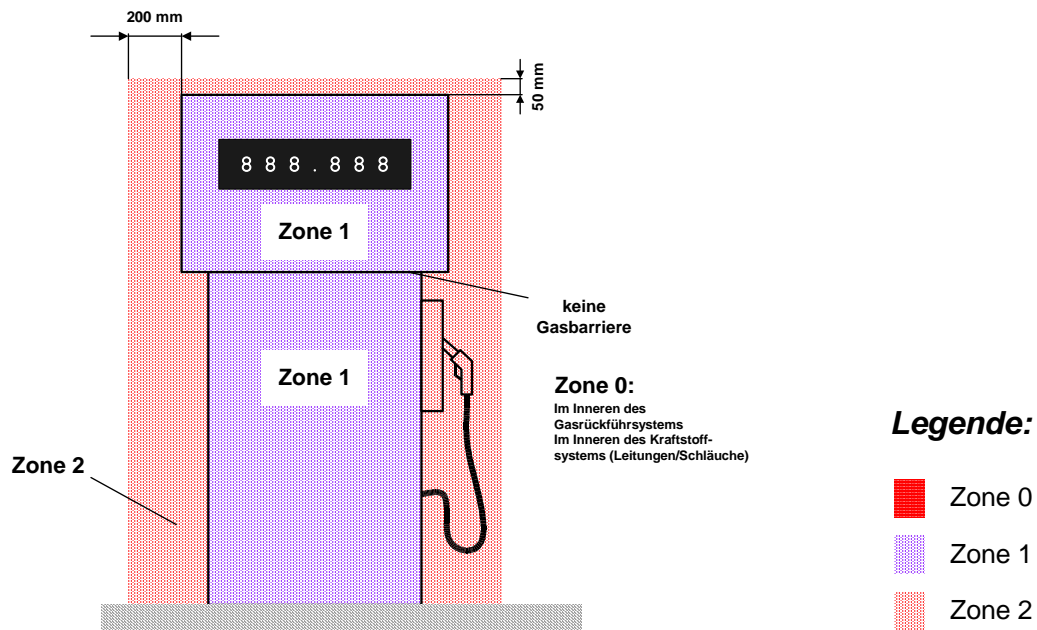 200 mm
50 mm
888.888
Zone 1
keine
Gasbarriere
Zone 1
Zone 0:
Im Inneren des
Gasrückführsystems
Im Inneren des Kraftstoff-
systems (Leitungen/Schläuche)
Zone 2
Legende:
Zone 0
Zone 1
Zone 2